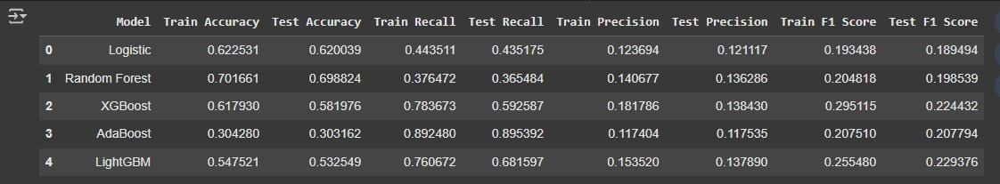 Model Train Accuracy Test Accuracy Train Recall Test Recall Train Precision Test Precision Train F1 Score Test F1 Score
0 Logistic 0.622531 0.620039 0.443511 0.435175 0.123694 0.121117 0.193438 0.189494
1 Random Forest 0.701661 0.698824 0.376472 0.365484 0.140677 0.136286 0.204818 0.198539
2 XGBoost 0.617930 0.581976 0.783673 0.592587 0.181786 0.138430 0.295115 0.224432
3 AdaBoost 0.304280 0.303162 0.892480 0.895392 0.117404 0.117535 0.207510 0.207794
4 LightGBM 0.547521 0.532549 0.760672 0.681597 0.153520 0.137890 0.255480 0.229376